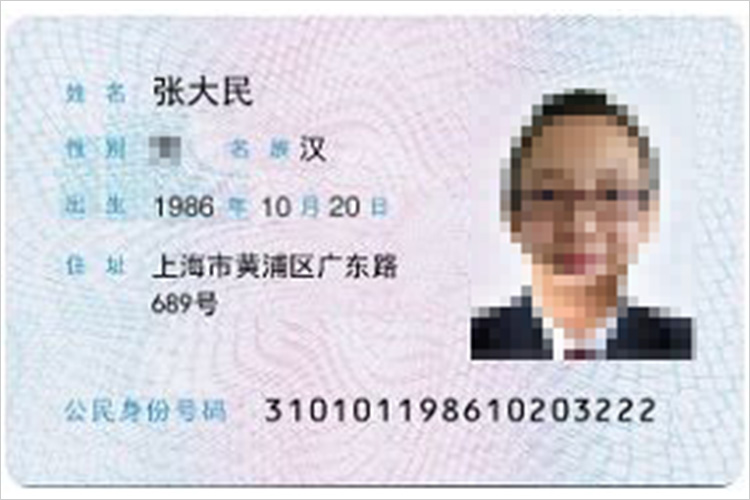 姓名 张大民
性别 名族 汉
出生 1986 年 10 月 20 日
住址 上海市黄浦区广东路
689号
公民身份号码 310101198610203222